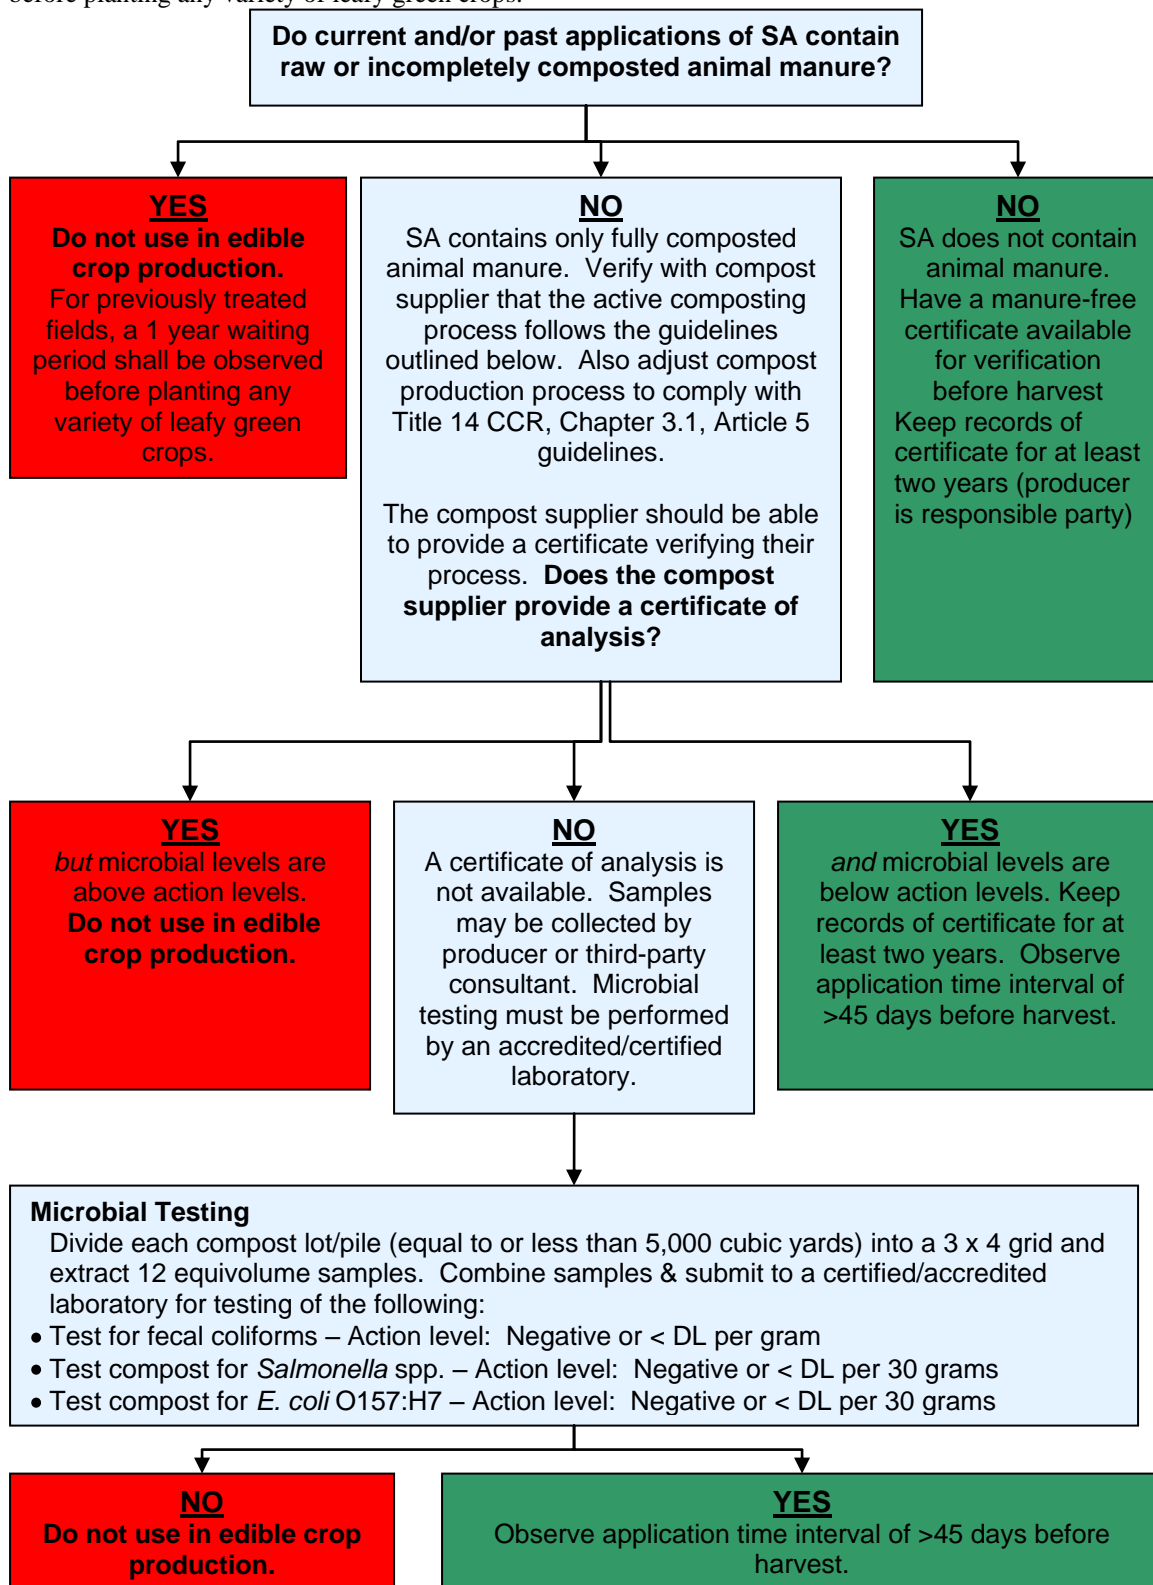 before planting any variety of leafy green crops.
Do current and/or past applications of SA contain
raw or incompletely composted animal manure?
YES
Do not use in edible
crop production.
For previously treated
fields, a 1 year waiting
period shall be observed
before planting any
variety of leafy green
crops.
NO
SA contains only fully composted
animal manure. Verify with compost
supplier that the active composting
process follows the guidelines
outlined below. Also adjust compost
production process to comply with
Title 14 CCR, Chapter 3.1, Article 5
guidelines.
The compost supplier should be able
to provide a certificate verifying their
process. Does the compost
supplier provide a certificate of
analysis?
NO
SA does not contain
animal manure.
Have a manure-free
certificate available
for verification
before harvest
Keep records of
certificate for at least
two years (producer
is responsible party)
YES
but microbial levels are
above action levels.
Do not use in edible
crop production.
NO
A certificate of analysis is
not available. Samples
may be collected by
producer or third-party
consultant. Microbial
testing must be performed
by an accredited/certified
laboratory.
YES
and microbial levels are
below action levels. Keep
records of certificate for at
least two years. Observe
application time interval of
>45 days before harvest.
Microbial Testing
Divide each compost lot/pile (equal to or less than 5,000 cubic yards) into a 3 x 4 grid and
extract 12 equivolume samples. Combine samples & submit to a certified/accredited
laboratory for testing of the following:
• Test for fecal coliforms – Action level: Negative or < DL per gram
• Test compost for Salmonella spp. – Action level: Negative or < DL per 30 grams
• Test compost for E. coli O157:H7 – Action level: Negative or < DL per 30 grams
NO
Do not use in edible crop
production.
YES
Observe application time interval of >45 days before
harvest.